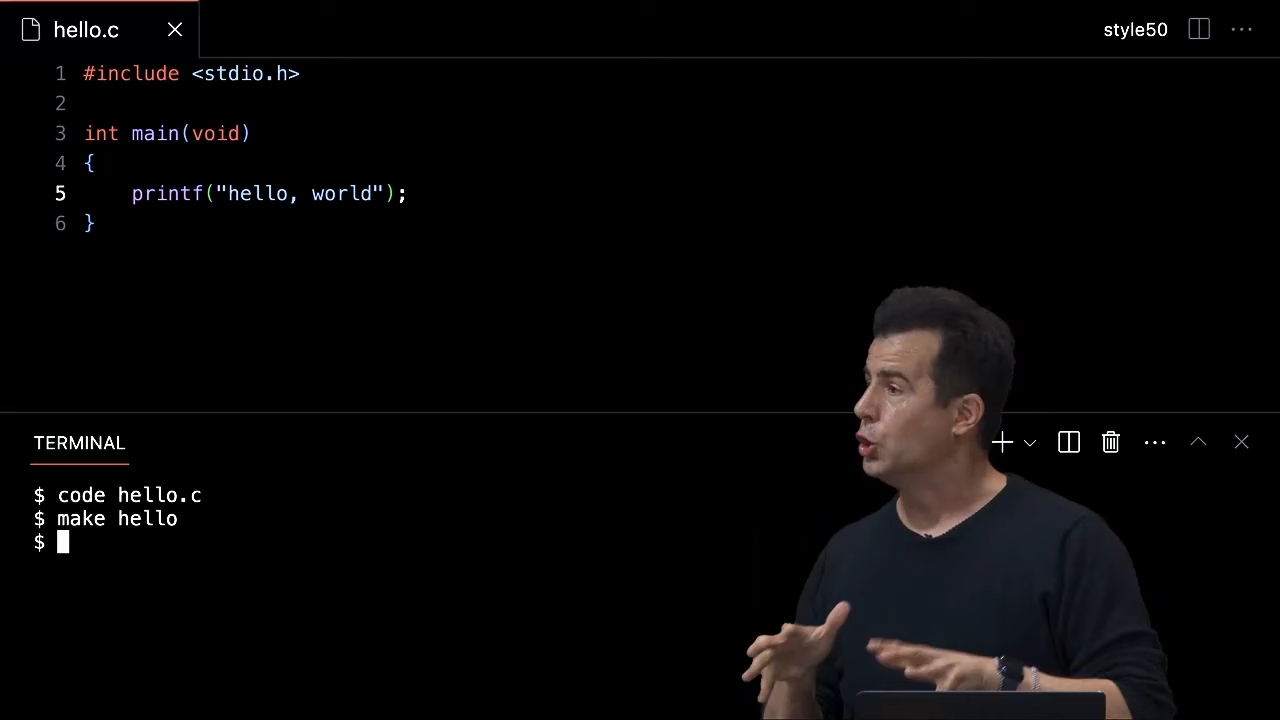 hello.c
style50
1 #include <stdio.h>
2
3 int main(void)
4 {
5     printf("hello, world");
6 }
TERMINAL
$ code hello.c
$ make hello
$